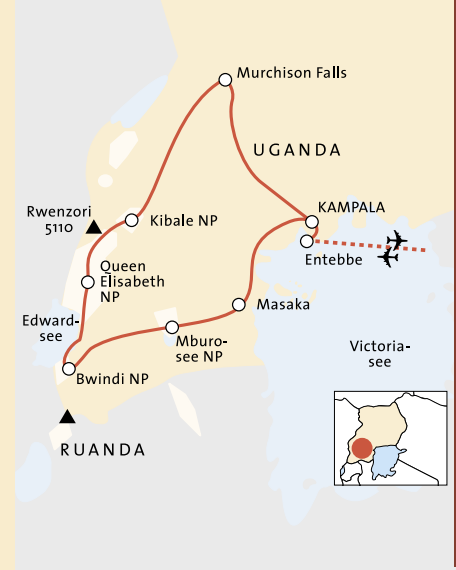 Murchison Falls
UGANDA
KAMPALA
Rwenzori
5110
Kibale NP
Entebbe
Queen
Elisabeth
NP
Masaka
Edward-
see
Mburo-
see NP
Victoria-
see
Bwindi NP
RUANDA